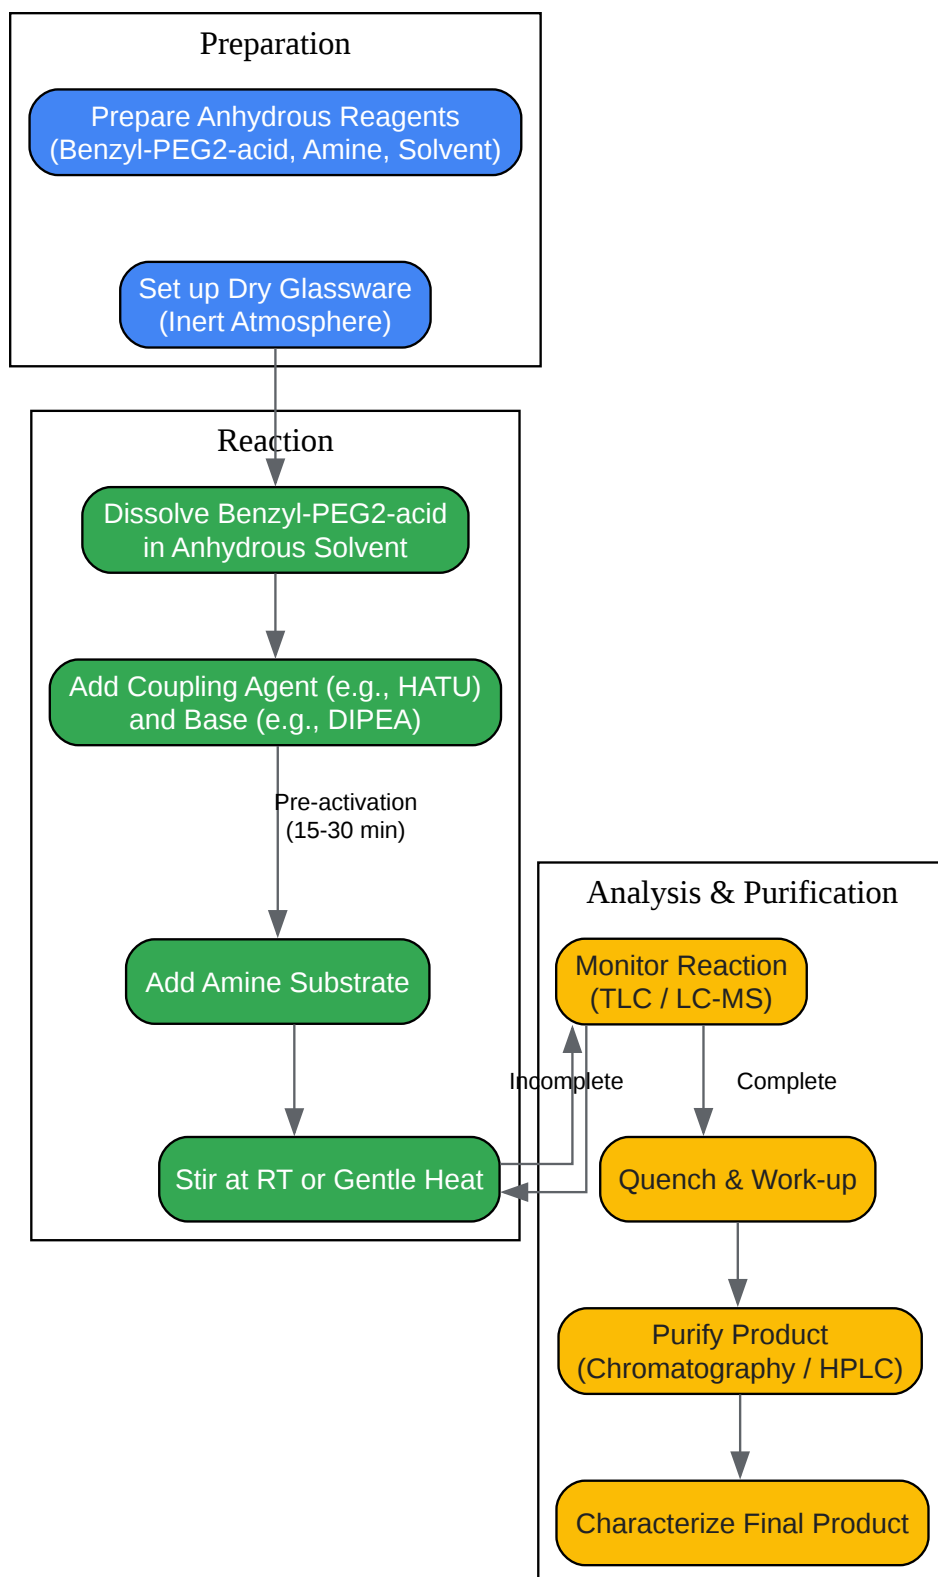 Preparation
Prepare Anhydrous Reagents
(Benzyl-PEG2-acid, Amine, Solvent)
Set up Dry Glassware
(Inert Atmosphere)
Reaction
Dissolve Benzyl-PEG2-acid
in Anhydrous Solvent
Add Coupling Agent (e.g., HATU)
and Base (e.g., DIPEA)
Pre-activation
(15-30 min)
Add Amine Substrate
Stir at RT or Gentle Heat
Analysis & Purification
Monitor Reaction
(TLC / LC-MS)
Incomplete
Complete
Quench & Work-up
Purify Product
(Chromatography / HPLC)
Characterize Final Product